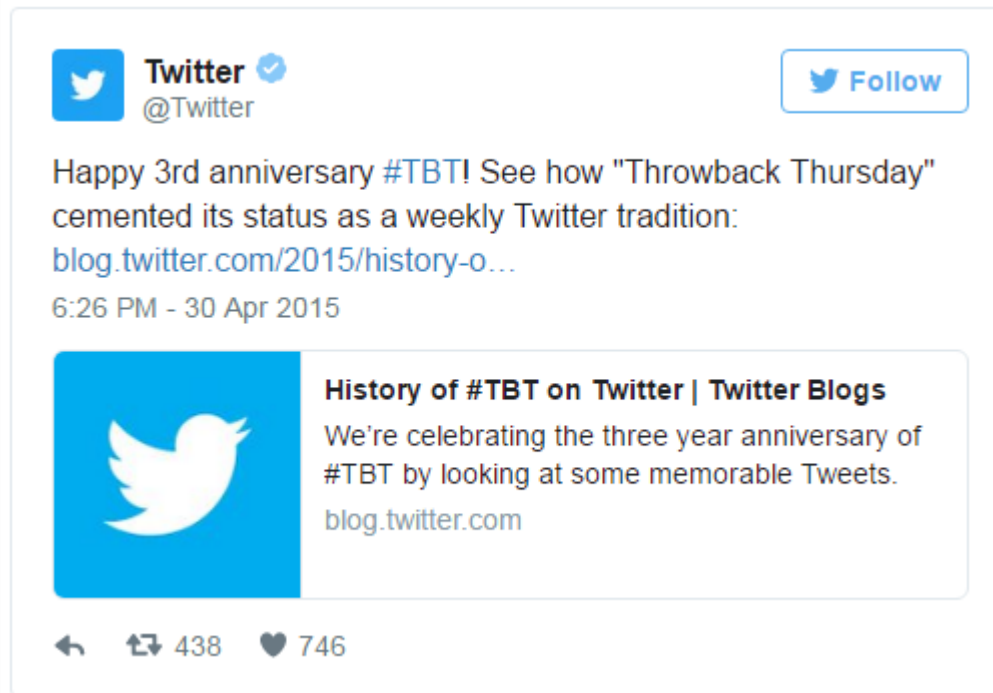 Twitter
@Twitter
Follow
Happy 3rd anniversary #TBT! See how "Throwback Thursday"
cemented its status as a weekly Twitter tradition:
blog.twitter.com/2015/history-o…
6:26 PM - 30 Apr 2015
History of #TBT on Twitter | Twitter Blogs
We’re celebrating the three year anniversary of
#TBT by looking at some memorable Tweets.
blog.twitter.com
438 746